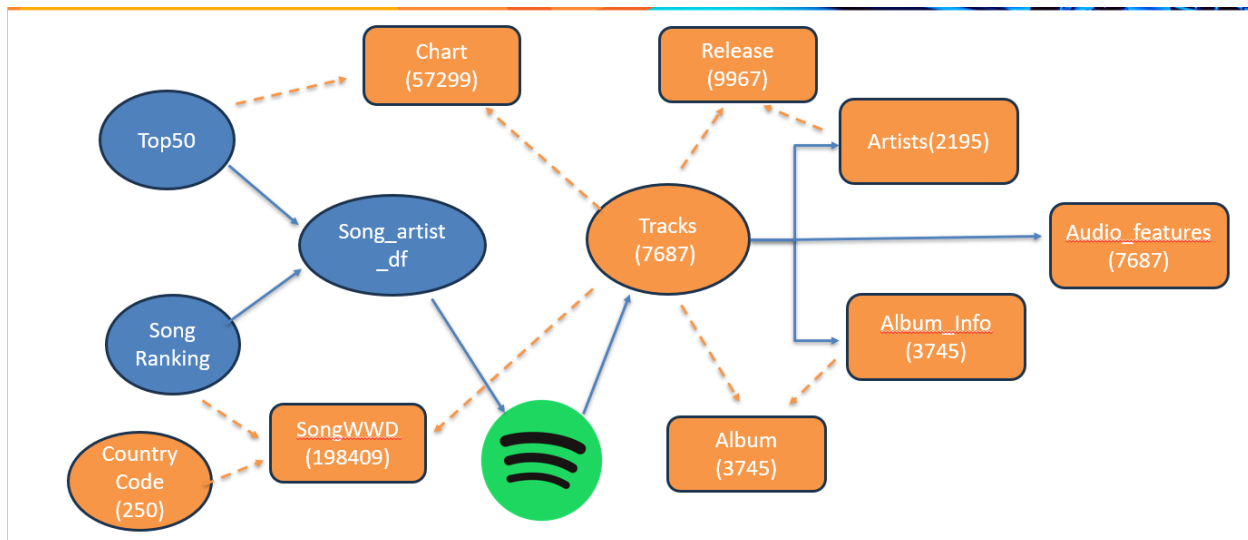 Chart
(57299)
Release
(9967)
Top50
Artists(2195)
Song_artist
_df
Tracks
(7687)
Audio_features
(7687)
Song
Ranking
Album_Info
(3745)
SongWWD
(198409)
Album
(3745)
Country
Code
(250)